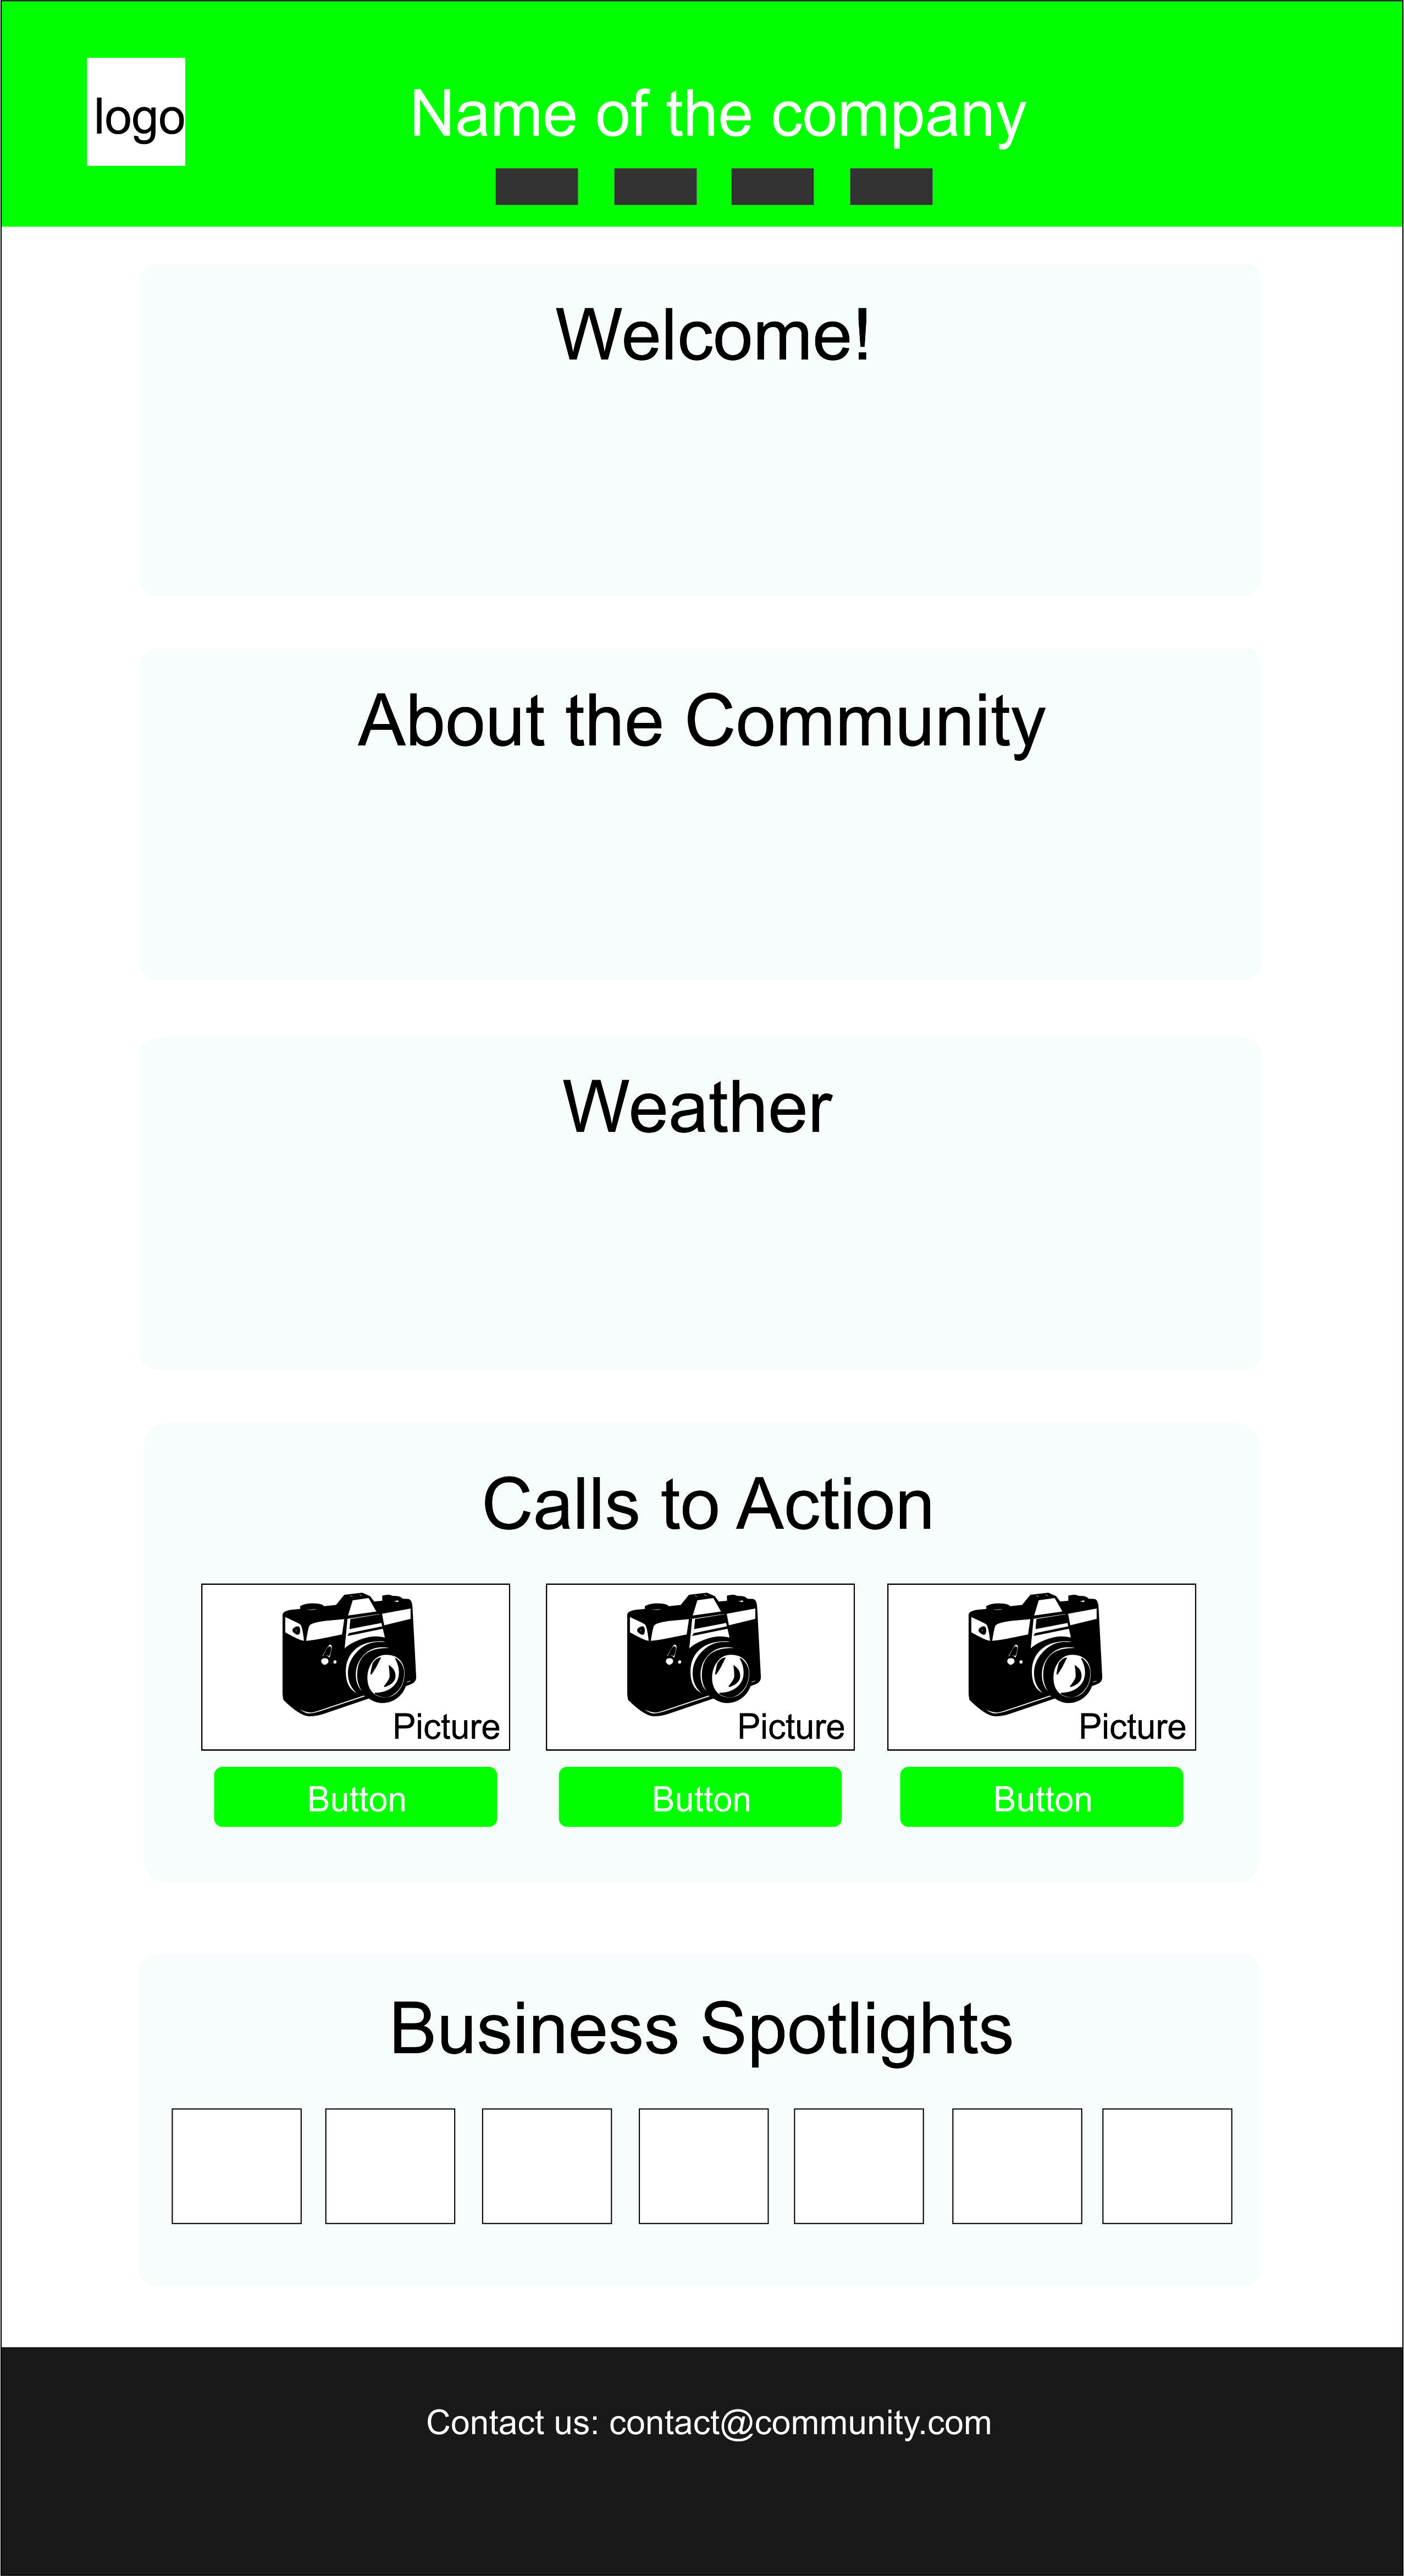 logo
Name of the company
Welcome!
About the Community
Weather
Calls to Action
Picture
Picture
Picture
Button
Button
Button
Business Spotlights
Contact us: contact@community.com